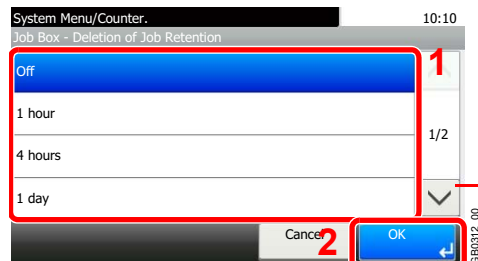 System Menu/Counter. 10:10
Job Box - Deletion of Job Retention
Off
1
1 hour
1/2
4 hours
1 day
Cancel
2
OK
GB0312_00